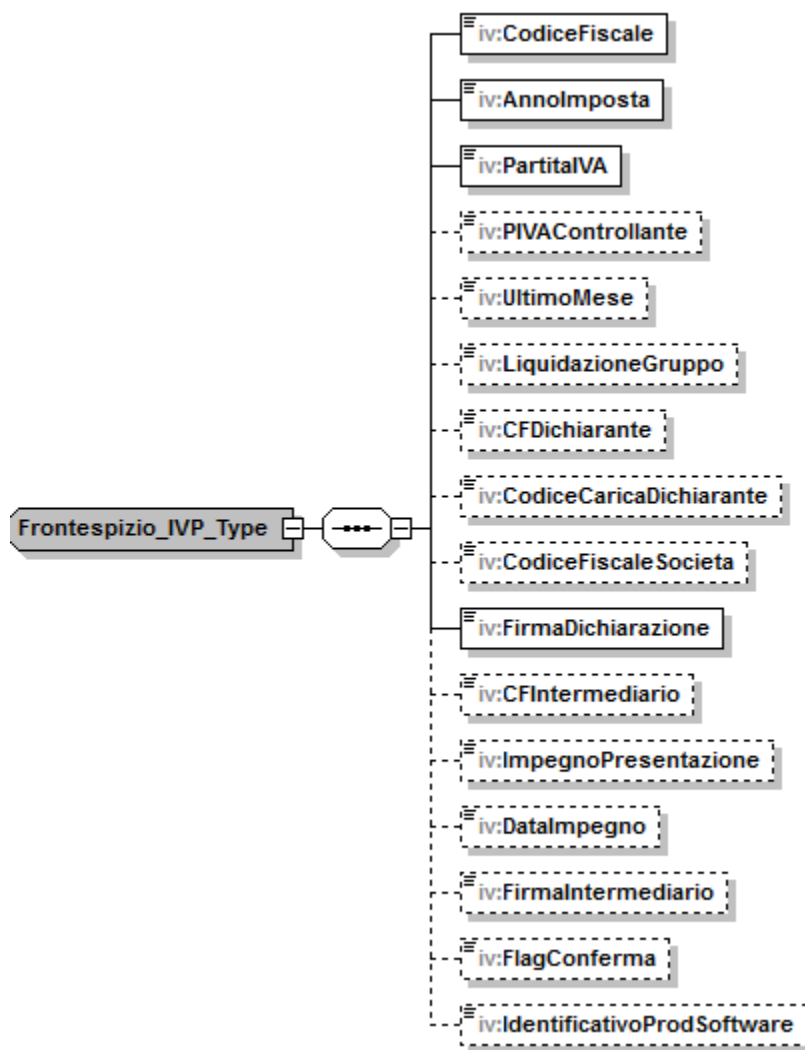 iv:CodiceFiscale
iv:AnnoImposta
iv:PartitaIVA
iv:PIVAControllante
iv:UltimoMese
iv:LiquidazioneGruppo
iv:CFDichiarante
iv:CodiceCaricaDichiarante
Frontespizio_IVP_Type
iv:CodiceFiscaleSocieta
iv:FirmaDichiarazione
iv:CFIntermediario
iv:ImpegnoPresentazione
iv:DataImpegno
iv:FirmaIntermediario
iv:FlagConferma
iv:IdentificativoProdSoftware